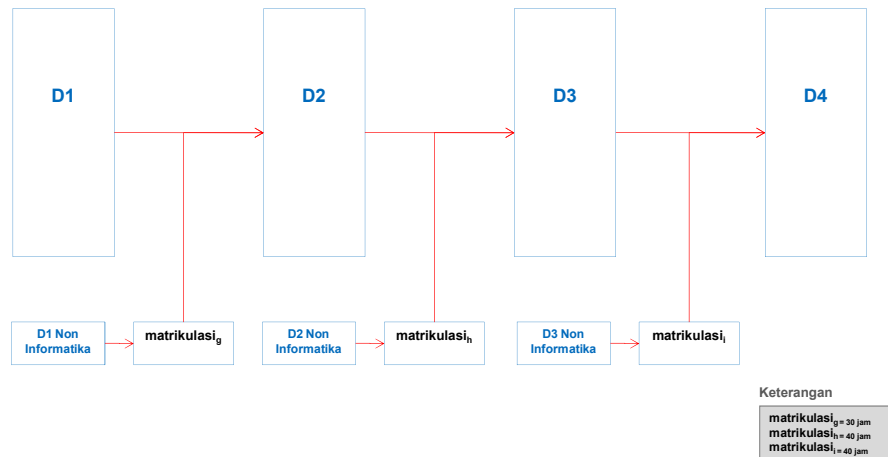 D1
D2
D3
D4
D1 Non
Informatika
matrikulasig
D2 Non
Informatika
matrikulasih
D3 Non
Informatika
matrikulasii
Keterangan
matrikulasig = 30 jam
matrikulasih = 40 jam
matrikulasii = 40 jam